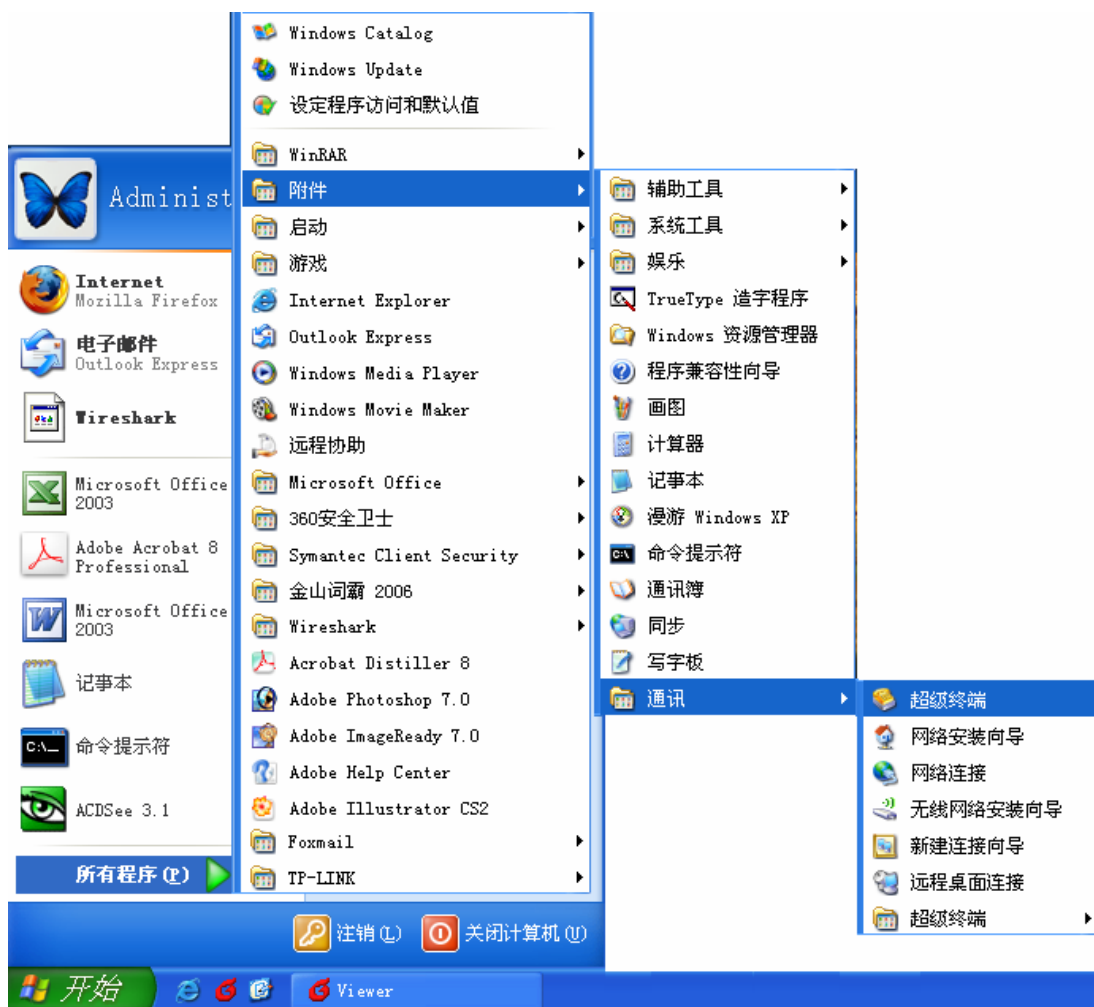 Administ
Internet
Mozilla Firefox
电子邮件
Outlook Express
Wireshark
Microsoft Office
2003
Adobe Acrobat 8
Professional
Microsoft Office
2003
记事本
命令提示符
ACDSee 3.1
所有程序(P)
Windows Catalog
Windows Update
设定程序访问和默认值
WinRAR
附件
启动
游戏
Internet Explorer
Outlook Express
Windows Media Player
Windows Movie Maker
远程协助
Microsoft Office
360安全卫士
Symantec Client Security
金山词霸 2006
Wireshark
Acrobat Distiller 8
Adobe Photoshop 7.0
Adobe ImageReady 7.0
Adobe Help Center
Adobe Illustrator CS2
Foxmail
TP-LINK
辅助工具
系统工具
娱乐
TrueType 造字程序
Windows 资源管理器
程序兼容性向导
画图
计算器
记事本
漫游 Windows XP
命令提示符
通讯簿
同步
写字板
通讯
超级终端
网络安装向导
网络连接
无线网络安装向导
新建连接向导
远程桌面连接
超级终端
注销(L)
关闭计算机(U)
开始
Viewer